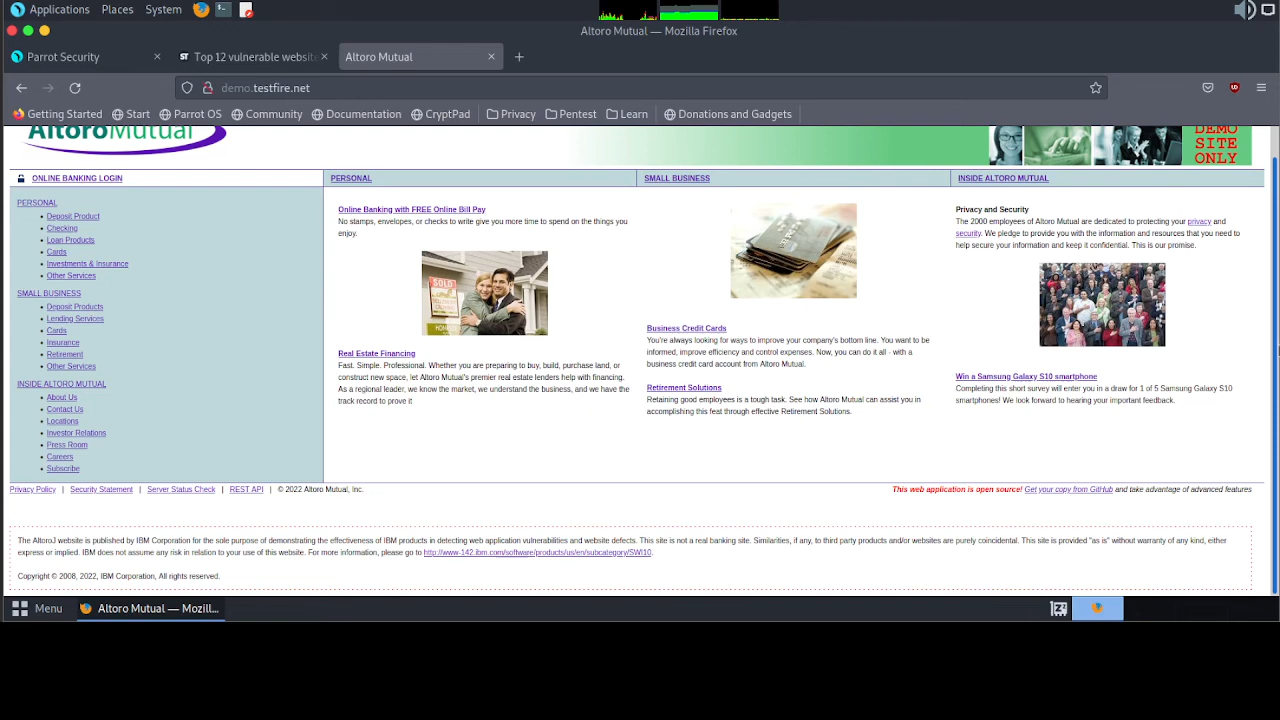 Applications Places System
Altoro Mutual — Mozilla Firefox
Parrot Security
Top 12 vulnerable website
Altoro Mutual
demo.testfire.net
Getting Started Start Parrot OS Community Documentation CryptPad Privacy Pentest Learn Donations and Gadgets
AltoroMutual
DEMO
SITE
ONLY
ONLINE BANKING LOGIN
PERSONAL
SMALL BUSINESS
INSIDE ALTORO MUTUAL
PERSONAL
Deposit Product
Checking
Loan Products
Cards
Investments & Insurance
Other Services
SMALL BUSINESS
Deposit Products
Lending Services
Cards
Insurance
Retirement
Other Services
INSIDE ALTORO MUTUAL
About Us
Contact Us
Locations
Investor Relations
Press Room
Careers
Subscribe
Online Banking with FREE Online Bill Pay
No stamps, envelopes, or checks to write give you more time to spend on the things you
enjoy.
SOLD
Real Estate Financing
Fast. Simple. Professional. Whether you are preparing to buy, build, purchase land, or
construct new space, let Altoro Mutual's premier real estate lenders help with financing.
As a regional leader, we know the market, we understand the business, and we have the
track record to prove it
Business Credit Cards
You're always looking for ways to improve your company's bottom line. You want to be
informed, improve efficiency and control expenses. Now, you can do it all - with a
business credit card account from Altoro Mutual.
Retirement Solutions
Retaining good employees is a tough task. See how Altoro Mutual can assist you in
accomplishing this feat through effective Retirement Solutions.
Privacy and Security
The 2000 employees of Altoro Mutual are dedicated to protecting your privacy and
security. We pledge to provide you with the information and resources that you need to
help secure your information and keep it confidential. This is our promise.
Win a Samsung Galaxy S10 smartphone
Completing this short survey will enter you in a draw for 1 of 5 Samsung Galaxy S10
smartphones! We look forward to hearing your important feedback.
Privacy Policy | Security Statement | Server Status Check | REST API | © 2022 Altoro Mutual, Inc.
This web application is open source! Get your copy from GitHub and take advantage of advanced features
The AltoroJ website is published by IBM Corporation for the sole purpose of demonstrating the effectiveness of IBM products in detecting web application vulnerabilities and website defects. This site is not a real banking site. Similarities, if any, to third party products and/or websites are purely coincidental. This site is provided "as is" without warranty of any kind, either
express or implied. IBM does not assume any risk in relation to your use of this website. For more information, please go to http://www-142.ibm.com/software/products/us/en/subcategory/SWI10.
Copyright © 2008, 2022, IBM Corporation, All rights reserved.
Menu
Altoro Mutual — Mozill...